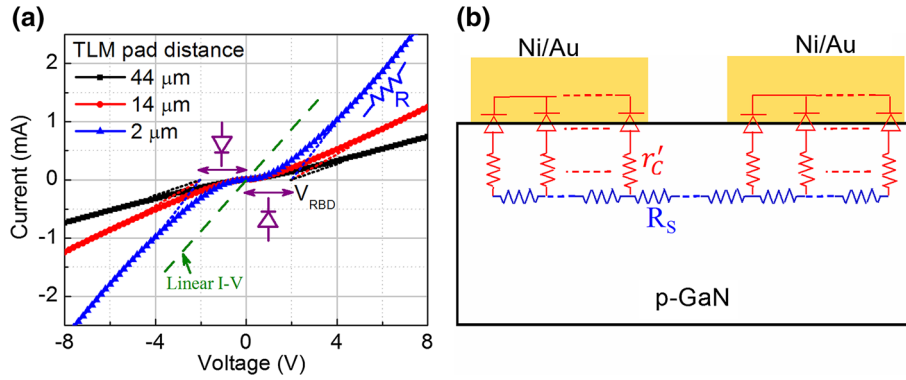 (a)
TLM pad distance
44 μm
14 μm
2 μm
R
V_RBD
Linear I-V
Current (mA)
2
1
0
-1
-2
-8
-4
0
4
8
Voltage (V)
(b)
Ni/Au
Ni/Au
r'_C
R_S
p-GaN